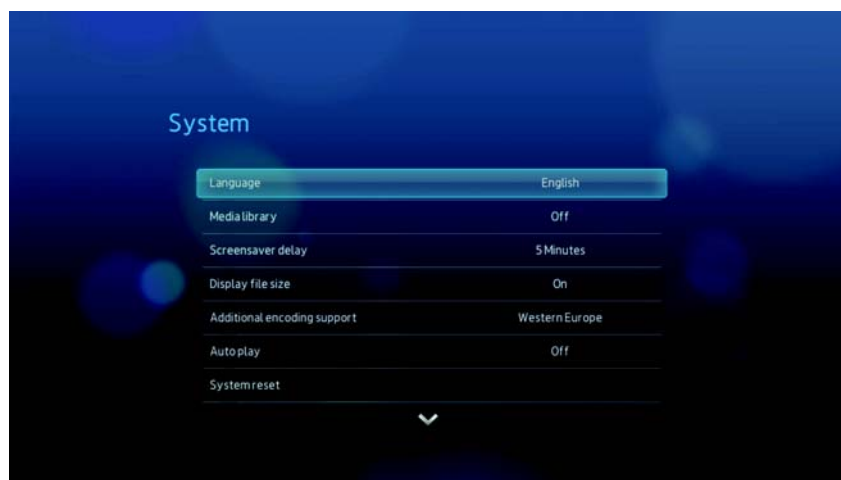 System
Language English
Media library Off
Screensaver delay 5 Minutes
Display file size On
Additional encoding support Western Europe
Auto play Off
System reset